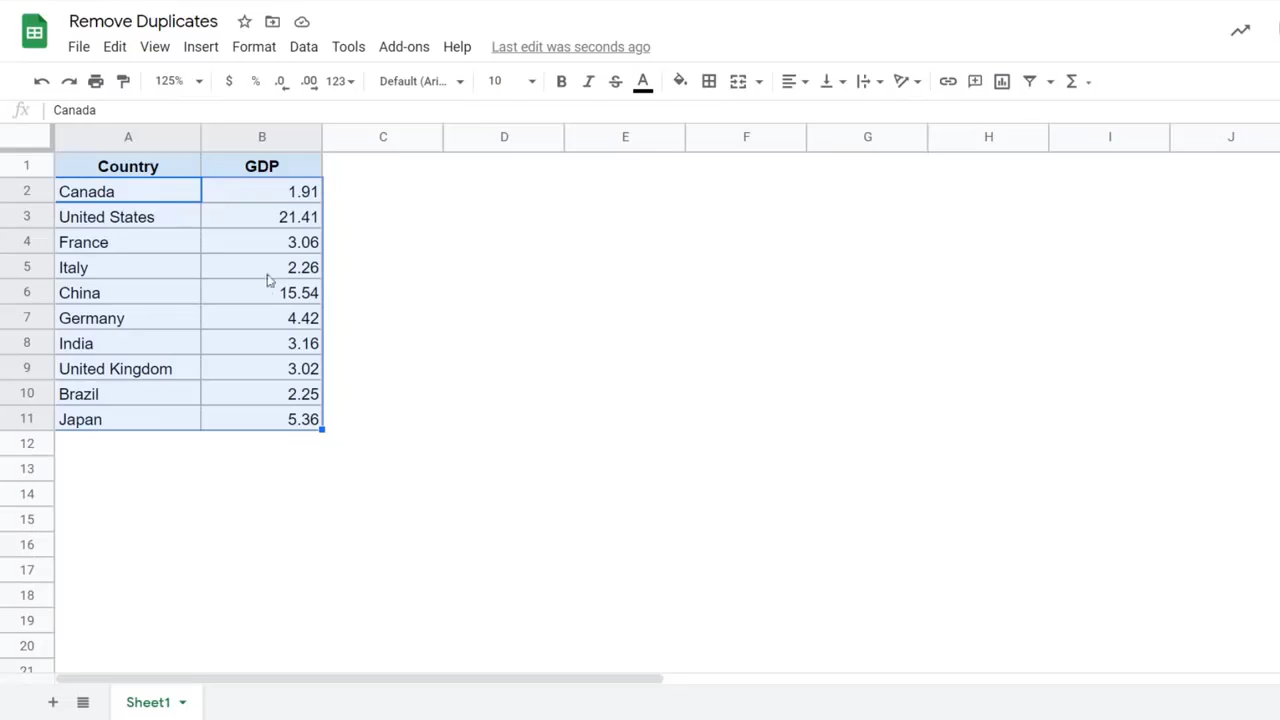 Remove Duplicates
File Edit View Insert Format Data Tools Add-ons Help Last edit was seconds ago
125% $ % .0 .00 123 Default (Ari... 10 B I S A Σ
fx Canada
A B C D E F G H I J
1 Country GDP
2 Canada 1.91
3 United States 21.41
4 France 3.06
5 Italy 2.26
6 China 15.54
7 Germany 4.42
8 India 3.16
9 United Kingdom 3.02
10 Brazil 2.25
11 Japan 5.36
12
13
14
15
16
17
18
19
20
21
+ Sheet1